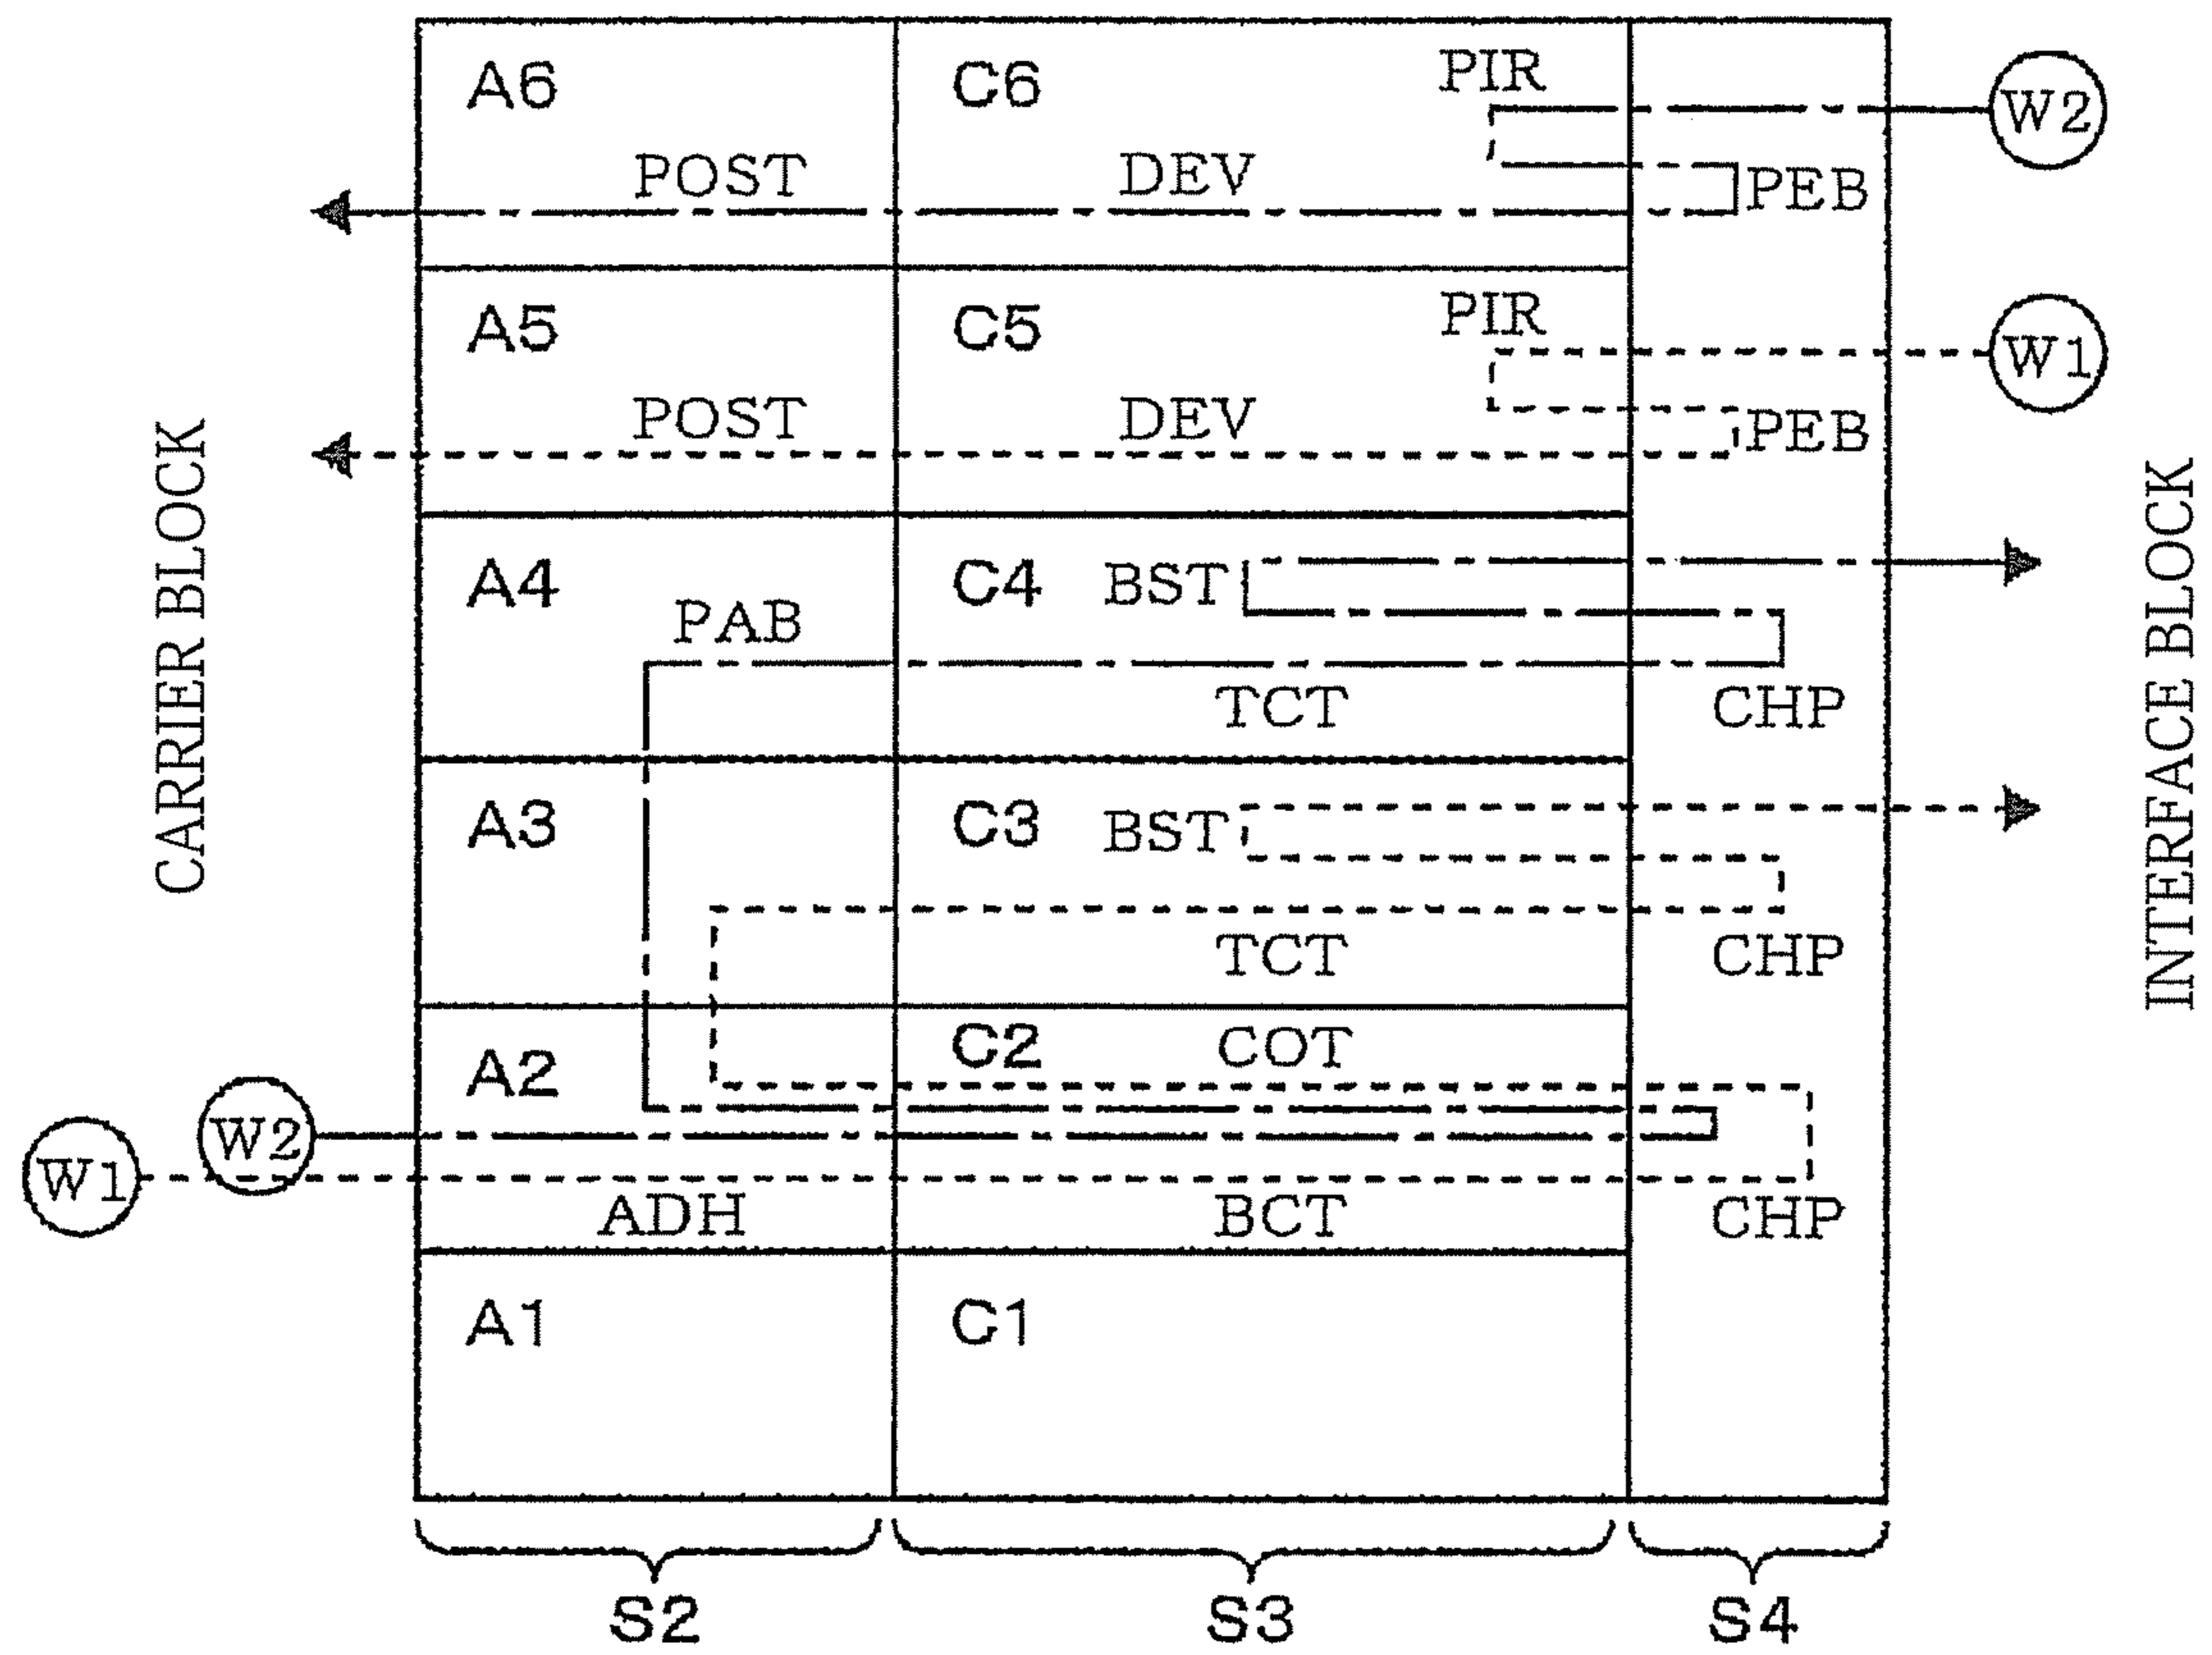 A6
C6
PIR
W2
POST
DEV
PEB
A5
C5
PIR
W1
POST
DEV
PEB
CARRIER BLOCK
INTERFACE BLOCK
A4
C4
BST
PAB
TCT
CHP
A3
C3
BST
TCT
CHP
A2
C2
COT
W2
W1
ADH
BCT
CHP
A1
C1
S2
S3
S4